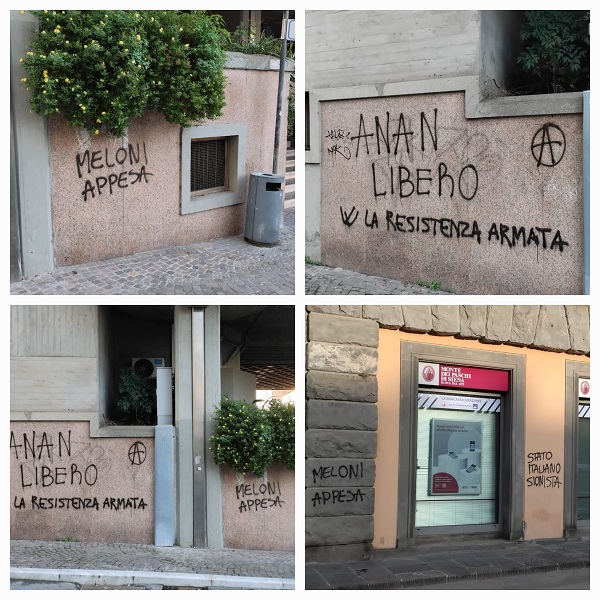 MELONI
APPESA
ANAN
LIBERO
W LA RESISTENZA ARMATA
ANAN
LIBERO
LA RESISTENZA ARMATA
MELONI
APPESA
MONTE
DEI PASCHI
DI SIENA
MELONI
APPESA
STATO
ITALIANO
SIONISTA